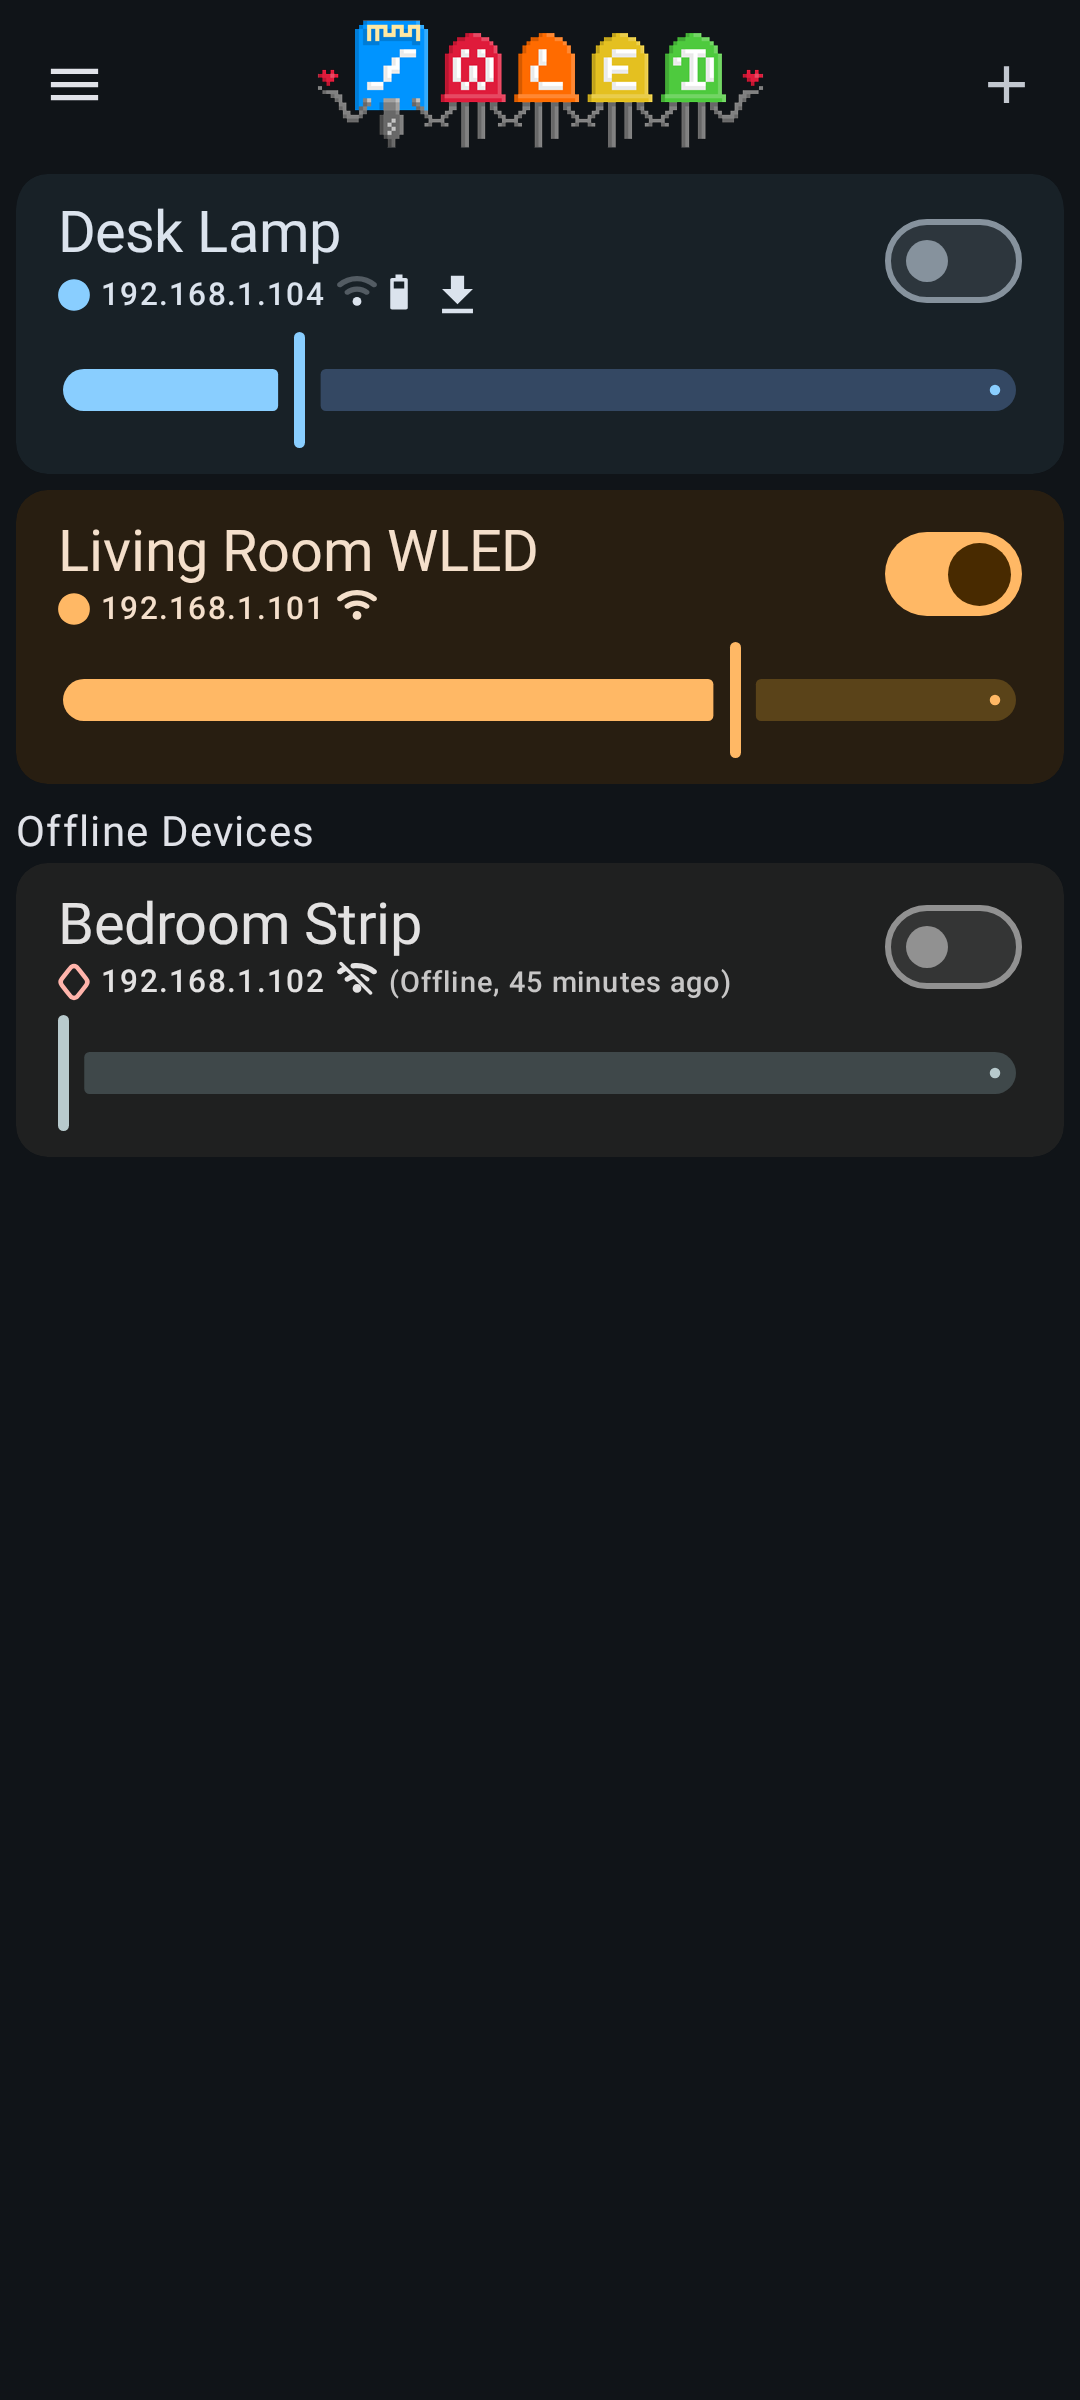 WLED
Desk Lamp
192.168.1.104
Living Room WLED
192.168.1.101
Offline Devices
Bedroom Strip
192.168.1.102 (Offline, 45 minutes ago)